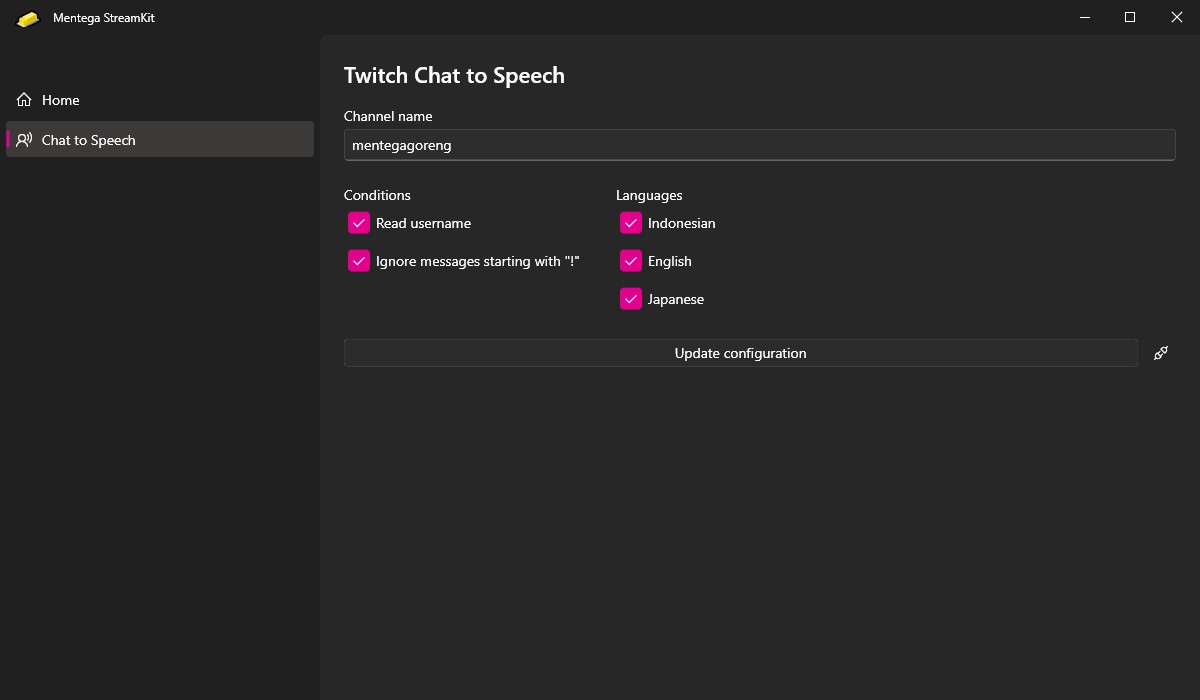 Mentega StreamKit
Home
Chat to Speech
Twitch Chat to Speech
Channel name
mentegagoreng
Conditions
Read username
Ignore messages starting with "!"
Languages
Indonesian
English
Japanese
Update configuration